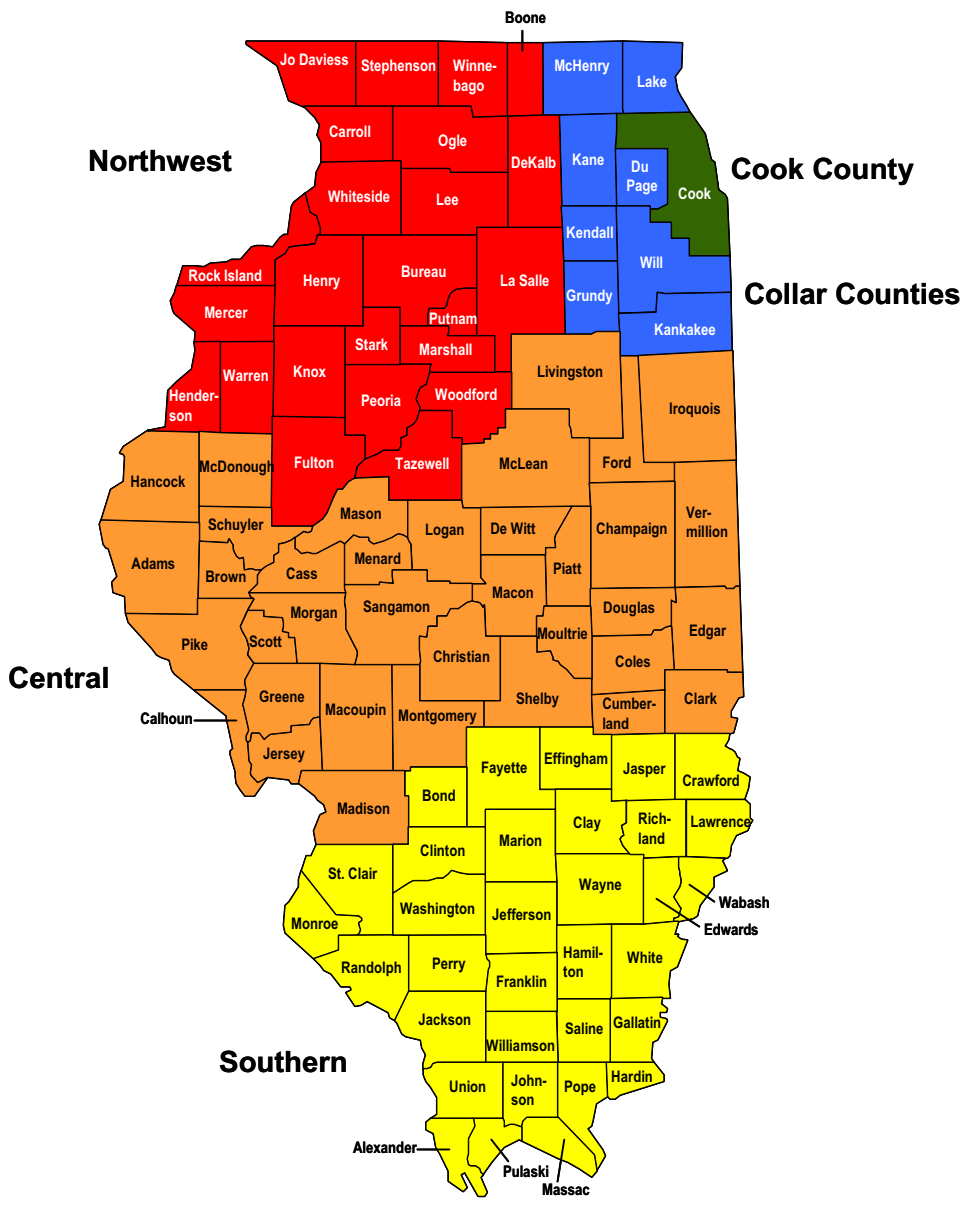 Boone
Jo Daviess
Stephenson
Winne-
bago
McHenry
Lake
Northwest
Carroll
Ogle
DeKalb
Kane
Du
Page
Cook
Cook County
Whiteside
Lee
Kendall
Will
Rock Island
Henry
Bureau
La Salle
Grundy
Collar Counties
Mercer
Putnam
Kankakee
Stark
Marshall
Livingston
Hender-
son
Warren
Knox
Peoria
Woodford
Iroquois
Hancock
McDonough
Fulton
Tazewell
McLean
Ford
Schuyler
Mason
Logan
De Witt
Champaign
Ver-
million
Adams
Brown
Cass
Menard
Piatt
Macon
Pike
Scott
Morgan
Sangamon
Christian
Moultrie
Douglas
Edgar
Coles
Central
Calhoun
Greene
Macoupin
Montgomery
Shelby
Cumber-
land
Clark
Jersey
Fayette
Effingham
Jasper
Crawford
Madison
Bond
Clay
Rich-
land
Lawrence
Clinton
Marion
St. Clair
Wayne
Wabash
Edwards
Monroe
Washington
Jefferson
Randolph
Perry
Franklin
Hamil-
ton
White
Jackson
Williamson
Saline
Gallatin
Southern
Union
John-
son
Pope
Hardin
Alexander
Pulaski
Massac